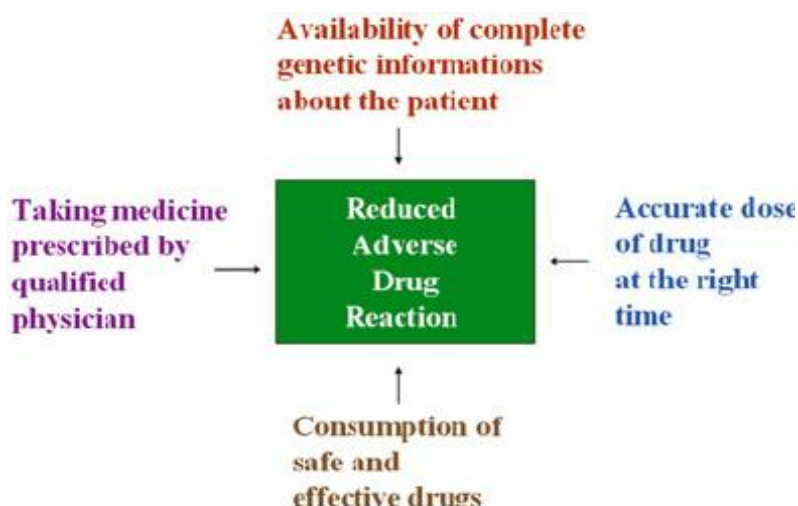 Availability of complete
genetic informations
about the patient
Taking medicine
prescribed by
qualified
physician
Reduced
Adverse
Drug
Reaction
Accurate dose
of drug
at the right
time
Consumption of
safe and
effective drugs